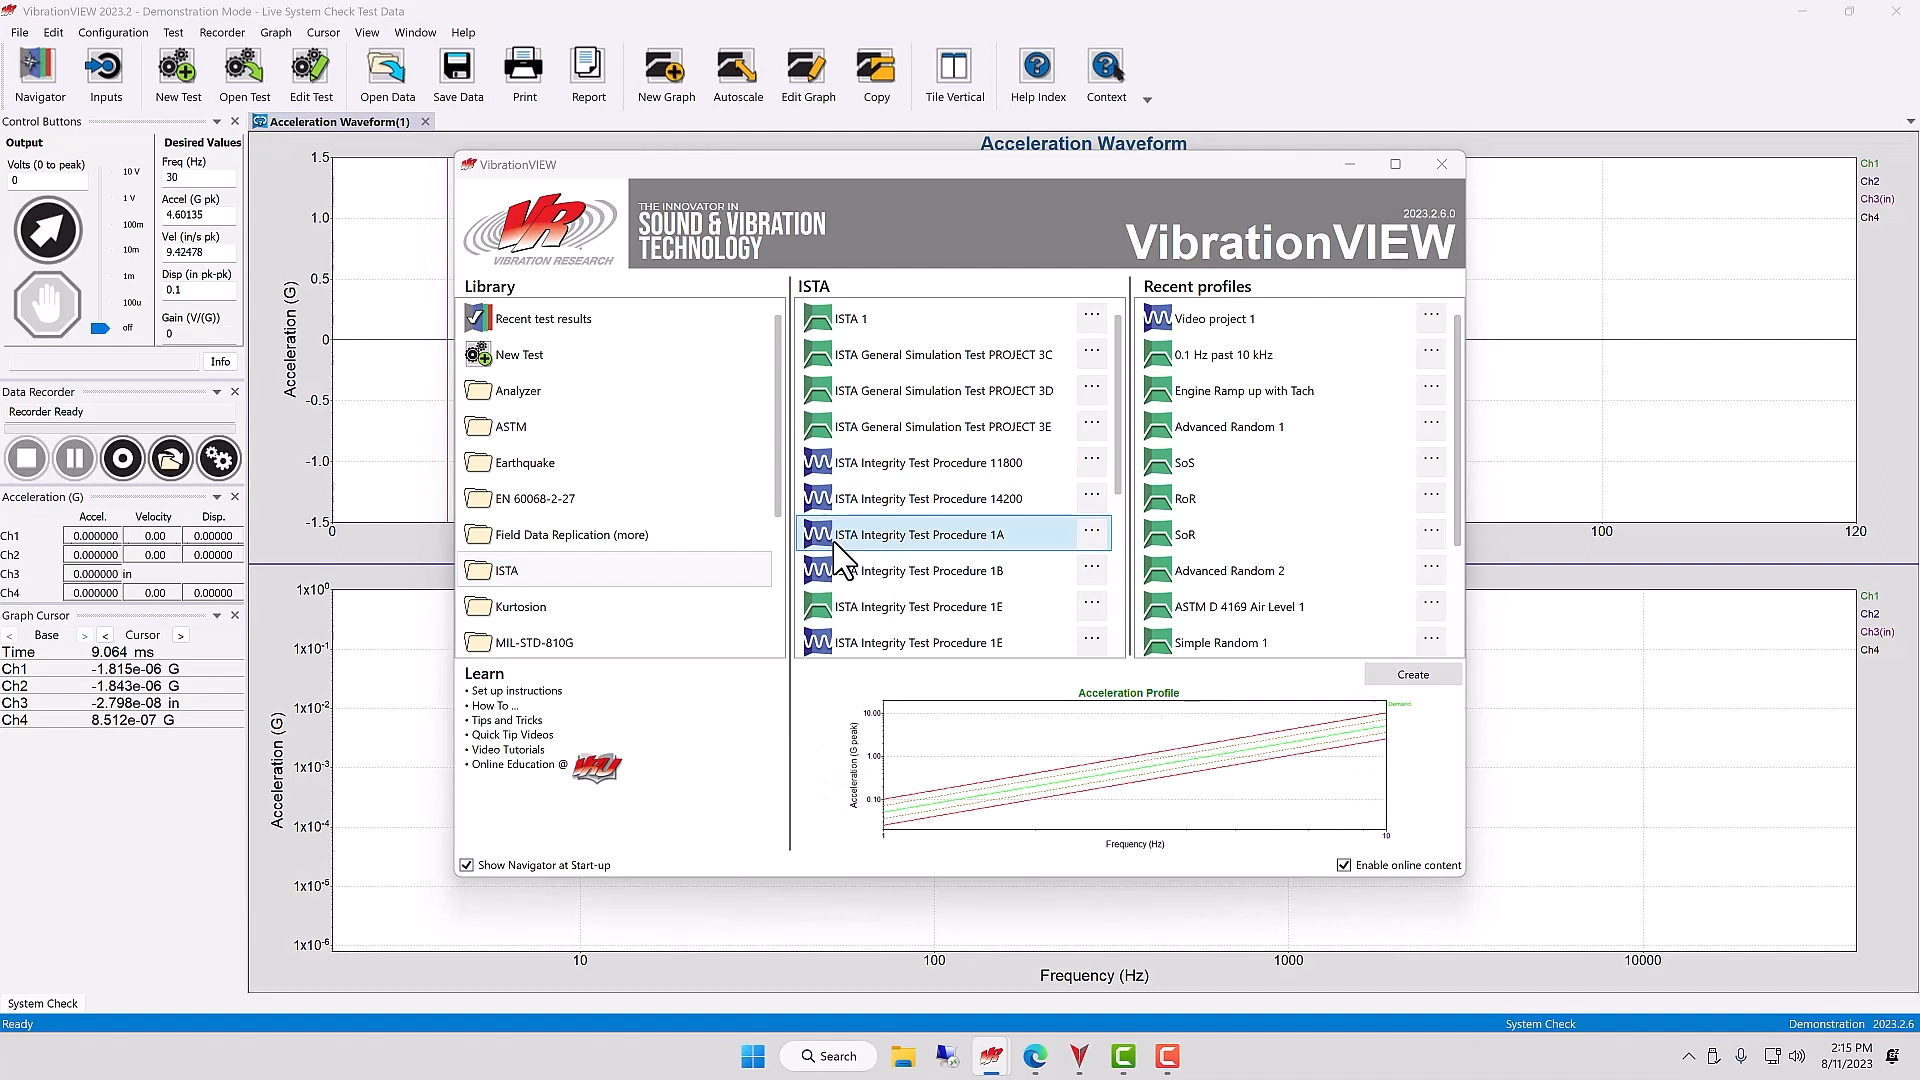 VibrationVIEW 2023.2 - Demonstration Mode - Live System Check Test Data
File Edit Configuration Test Recorder Graph Cursor View Window Help
Navigator Inputs New Test Open Test Edit Test Open Data Save Data Print Report New Graph Autoscale Edit Graph Copy Tile Vertical Help Index Context
Control Buttons
Output
Volts (0 to peak)
0
10 V
1 V
100m
10m
1m
100u
off
Desired Values
Freq (Hz)
30
Accel (G pk)
4.60135
Vel (in/s pk)
9.42478
Disp (in pk-pk)
0.1
Gain (V/(G))
0
Info
Data Recorder
Recorder Ready
Acceleration (G)
Accel. Velocity Disp.
Ch1 0.000000 0.00 0.00000
Ch2 0.000000 0.00 0.00000
Ch3 0.000000 in
Ch4 0.000000 0.00 0.00000
Graph Cursor
< Base > < Cursor >
Time 9.064 ms
Ch1 -1.815e-06 G
Ch2 -1.843e-06 G
Ch3 -2.798e-08 in
Ch4 8.512e-07 G
System Check
Acceleration Waveform(1)
Acceleration Waveform
Acceleration (G)
1.5
1.0
0.5
0
-0.5
-1.0
-1.5
0 100 120
Ch1
Ch2
Ch3(in)
Ch4
Acceleration (G)
1x10⁰
1x10⁻¹
1x10⁻²
1x10⁻³
1x10⁻⁴
1x10⁻⁵
1x10⁻⁶
10 100 1000 10000
Frequency (Hz)
Ch1
Ch2
Ch3(in)
Ch4
VibrationVIEW
VR
VIBRATION RESEARCH
THE INNOVATOR IN
SOUND & VIBRATION
TECHNOLOGY
2023.2.6.0
VibrationVIEW
Library
Recent test results
New Test
Analyzer
ASTM
Earthquake
EN 60068-2-27
Field Data Replication (more)
ISTA
Kurtosion
MIL-STD-810G
ISTA
ISTA 1 ...
ISTA General Simulation Test PROJECT 3C ...
ISTA General Simulation Test PROJECT 3D ...
ISTA General Simulation Test PROJECT 3E ...
ISTA Integrity Test Procedure 11800 ...
ISTA Integrity Test Procedure 14200 ...
ISTA Integrity Test Procedure 1A ...
Integrity Test Procedure 1B ...
ISTA Integrity Test Procedure 1E ...
ISTA Integrity Test Procedure 1E ...
Recent profiles
Video project 1 ...
0.1 Hz past 10 kHz ...
Engine Ramp up with Tach ...
Advanced Random 1 ...
SoS ...
RoR ...
SoR ...
Advanced Random 2 ...
ASTM D 4169 Air Level 1 ...
Simple Random 1 ...
Learn
• Set up instructions
• How To ...
• Tips and Tricks
• Quick Tip Videos
• Video Tutorials
• Online Education @ VRU
Create
Acceleration Profile
Demand
Acceleration (G peak)
10.00
1.00
0.10
1 10
Frequency (Hz)
Show Navigator at Start-up
Enable online content
Ready System Check Demonstration 2023.2.6
Search
2:15 PM
8/11/2023